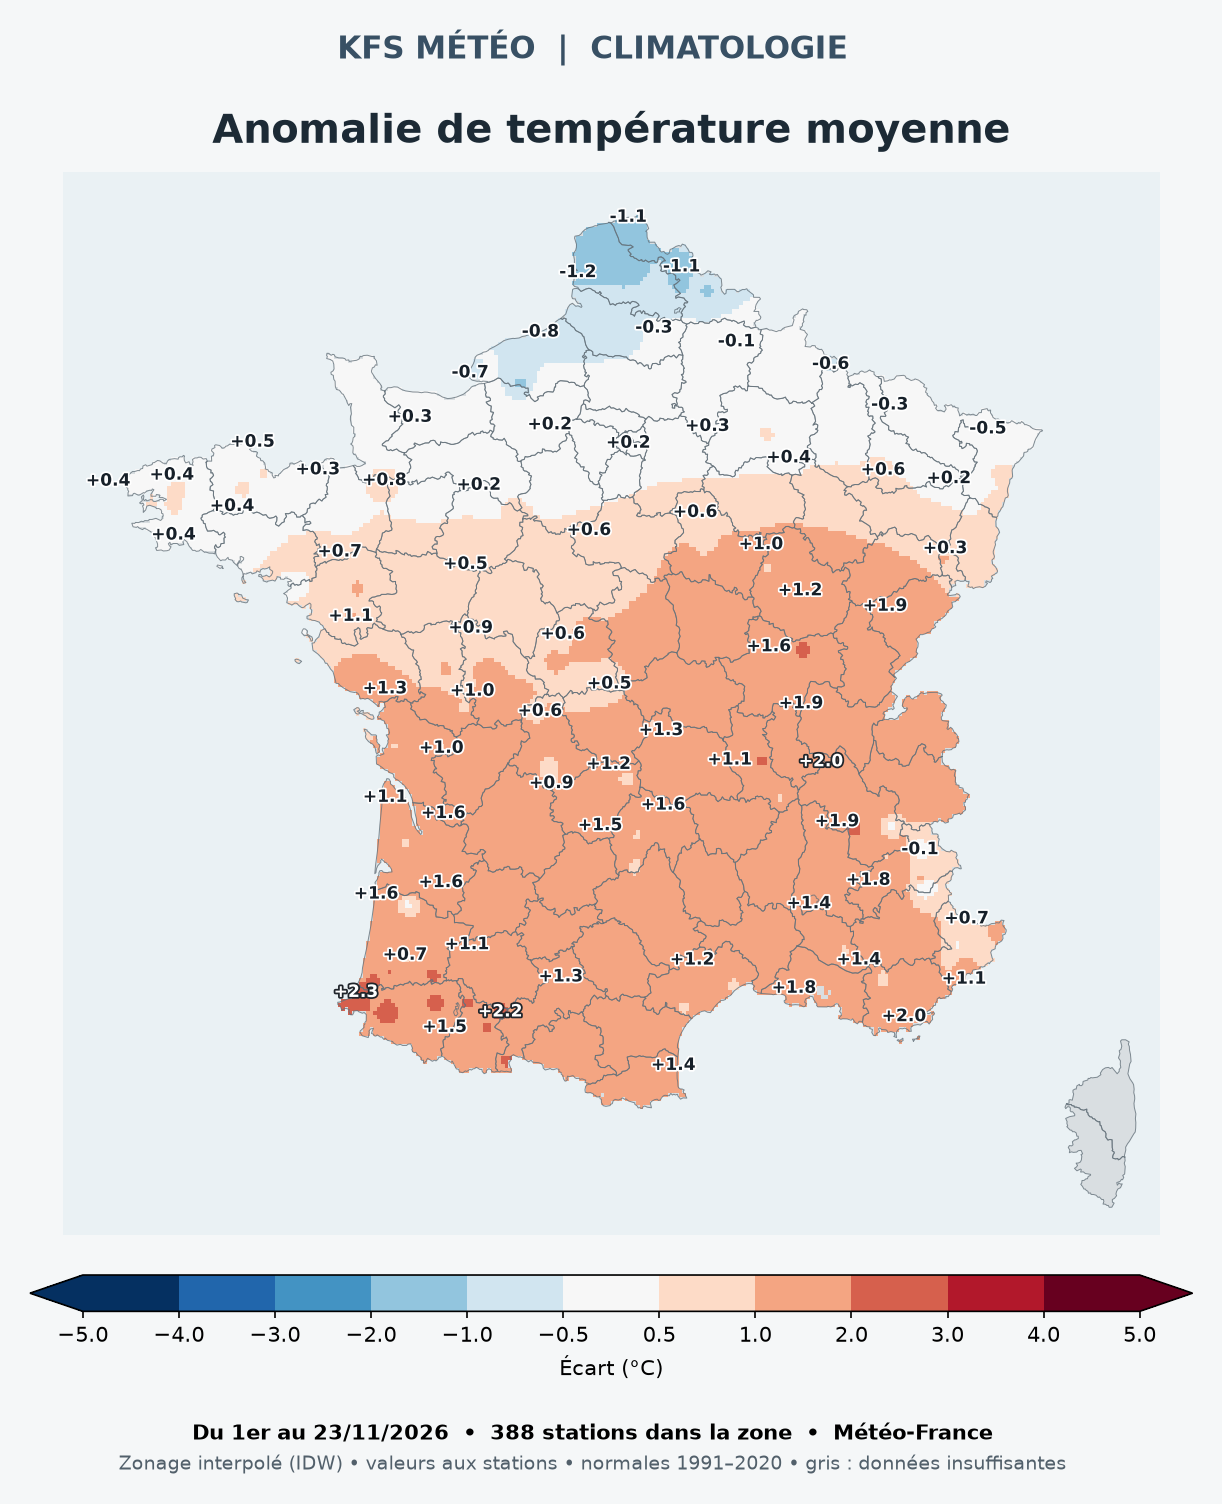 KFS MÉTÉO | CLIMATOLOGIE
Anomalie de température moyenne
-1.1
-1.2 -1.1
-0.8 -0.3 -0.1
-0.7 -0.6
+0.3 +0.2 +0.3 -0.3
+0.5 +0.2 -0.5
+0.4 +0.4 +0.3 +0.8 +0.2 +0.4 +0.6 +0.2
+0.4 +0.6 +0.6
+0.4 +0.7 +0.5 +1.0 +0.3
+1.1 +0.9 +0.6 +1.2 +1.9
+1.6
+1.3 +1.0 +0.5 +1.9
+0.6 +1.3
+1.0 +1.2 +1.1 +2.0
+1.1 +0.9 +1.6
+1.6 +1.5 +1.9
-0.1
+1.6 +1.6 +1.4 +1.8
+0.7
+0.7 +1.1 +1.2 +1.4
+2.3 +1.3 +1.8 +1.1
+1.5 +2.2 +2.0
+1.4
−5.0 −4.0 −3.0 −2.0 −1.0 −0.5 0.5 1.0 2.0 3.0 4.0 5.0
Écart (°C)
Du 1er au 23/11/2026 • 388 stations dans la zone • Météo-France
Zonage interpolé (IDW) • valeurs aux stations • normales 1991–2020 • gris : données insuffisantes